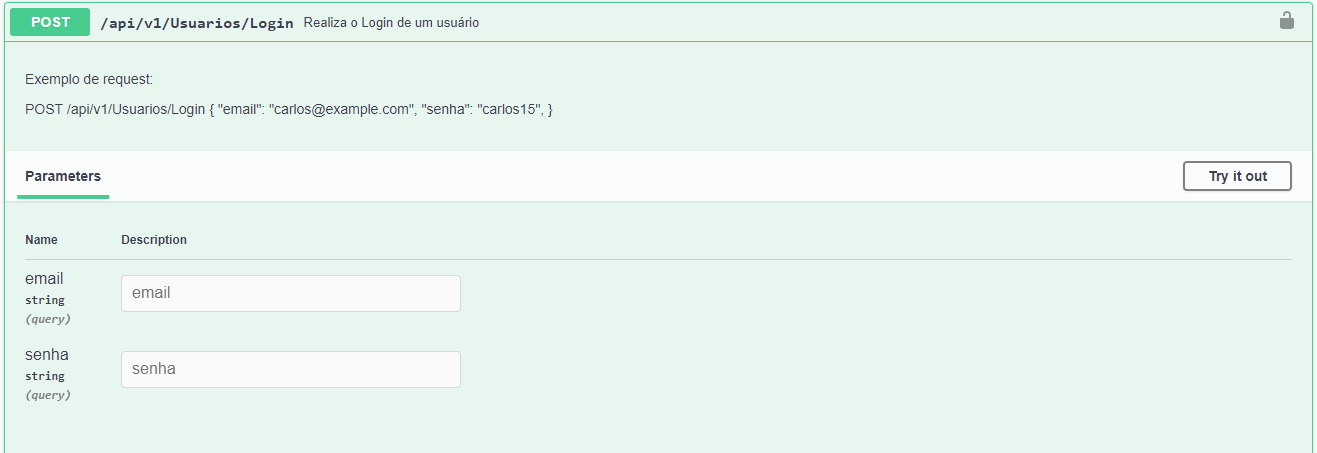 POST /api/v1/Usuarios/Login Realiza o Login de um usuário
Exemplo de request:
POST /api/v1/Usuarios/Login { "email": "carlos@example.com", "senha": "carlos15", }
Parameters Try it out
Name Description
email email
string
(query)
senha senha
string
(query)